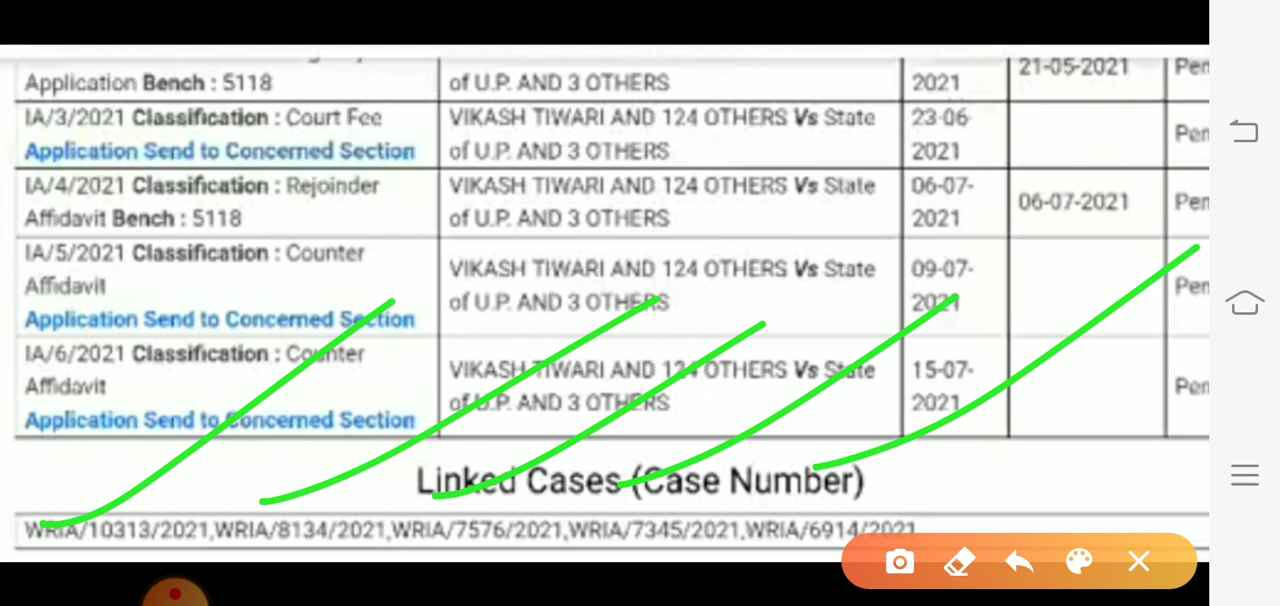 Application Bench : 5118
of U.P. AND 3 OTHERS
2021
21-05-2021
Pen
IA/3/2021 Classification : Court Fee
Application Send to Concerned Section
VIKASH TIWARI AND 124 OTHERS Vs State
of U.P. AND 3 OTHERS
23-06-
2021
Pen
IA/4/2021 Classification : Rejoinder
Affidavit Bench : 5118
VIKASH TIWARI AND 124 OTHERS Vs State
of U.P. AND 3 OTHERS
06-07-
2021
06-07-2021
Pen
IA/5/2021 Classification : Counter
Affidavit
Application Send to Concerned Section
VIKASH TIWARI AND 124 OTHERS Vs State
of U.P. AND 3 OTHERS
09-07-
2021
Pen
IA/6/2021 Classification : Counter
Affidavit
Application Send to Concerned Section
VIKASH TIWARI AND 124 OTHERS Vs State
of U.P. AND 3 OTHERS
15-07-
2021
Pen
Linked Cases (Case Number)
WRIA/10313/2021,WRIA/8134/2021,WRIA/7576/2021,WRIA/7345/2021,WRIA/6914/2021